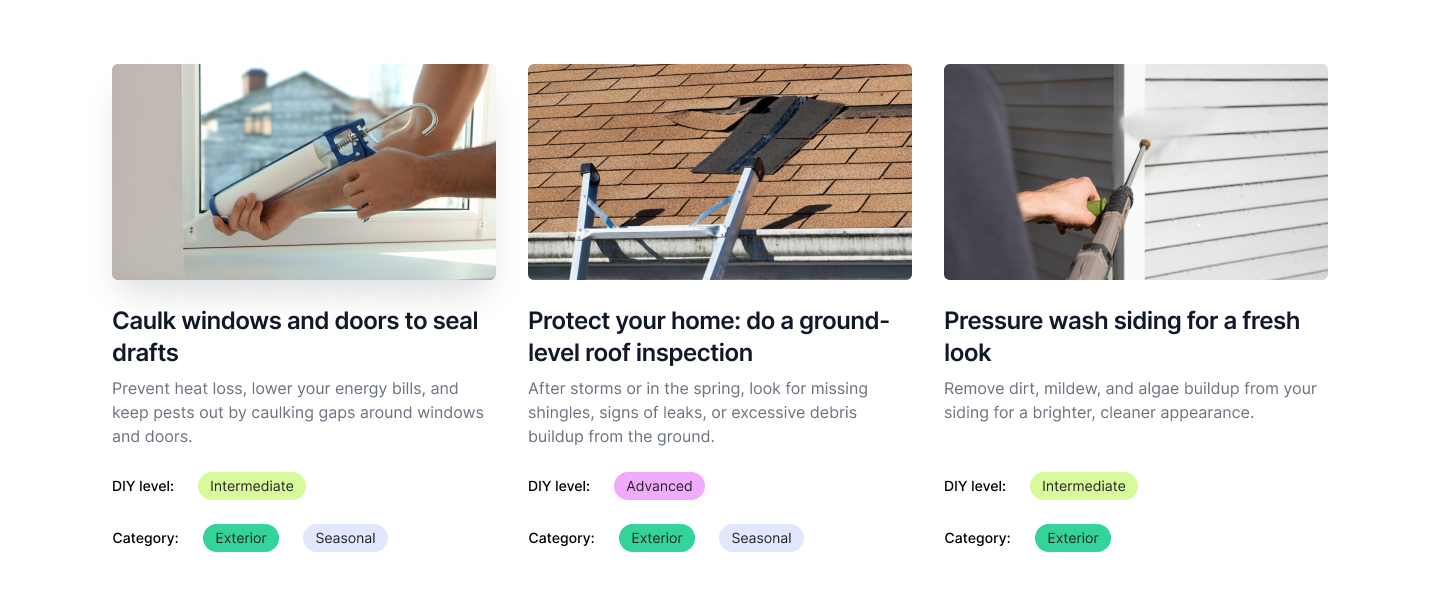 Caulk windows and doors to seal
drafts
Prevent heat loss, lower your energy bills, and
keep pests out by caulking gaps around windows
and doors.
DIY level: Intermediate
Category: Exterior Seasonal
Protect your home: do a ground-
level roof inspection
After storms or in the spring, look for missing
shingles, signs of leaks, or excessive debris
buildup from the ground.
DIY level: Advanced
Category: Exterior Seasonal
Pressure wash siding for a fresh
look
Remove dirt, mildew, and algae buildup from your
siding for a brighter, cleaner appearance.
DIY level: Intermediate
Category: Exterior